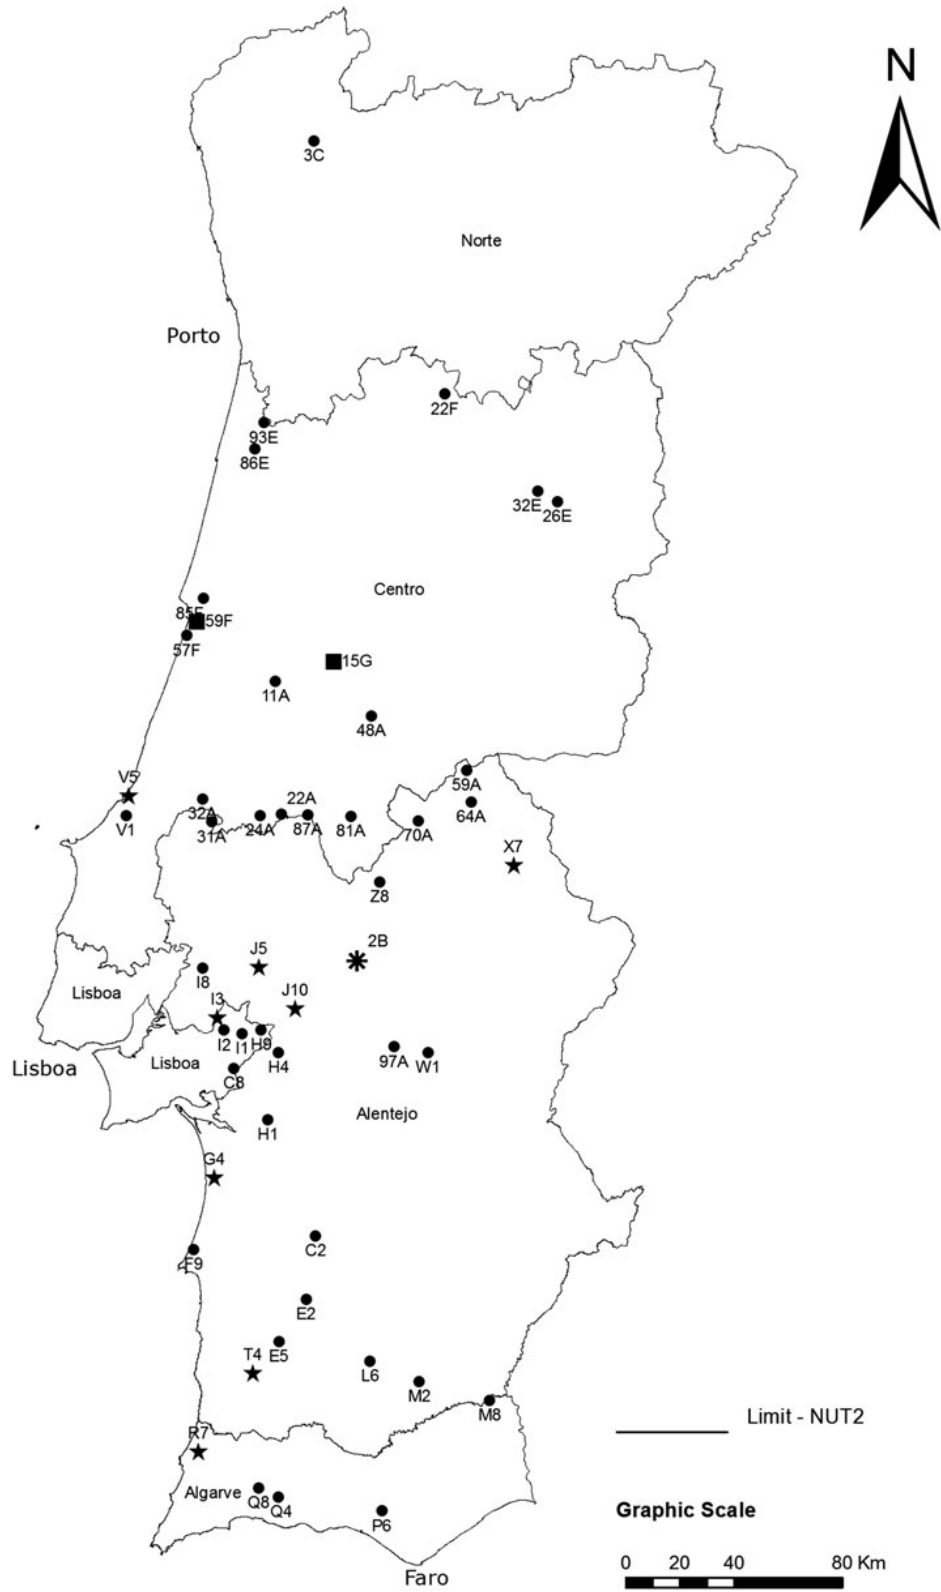 N
3C
Norte
Porto
22F
93E
86E
32E
26E
Centro
85F
59F
57F
15G
11A
48A
V5
59A
32A
22A
64A
V1
31A
24A
87A
81A
70A
X7
Z8
2B
J5
I8
Lisboa
J10
I3
I2
I1
H9
Lisboa
Lisboa
H4
97A
W1
C8
Alentejo
H1
G4
C2
F9
E2
E5
T4
L6
M2
M8
R7
Limit - NUT2
Algarve
Q8
Q4
P6
Graphic Scale
0 20 40 80 Km
Faro